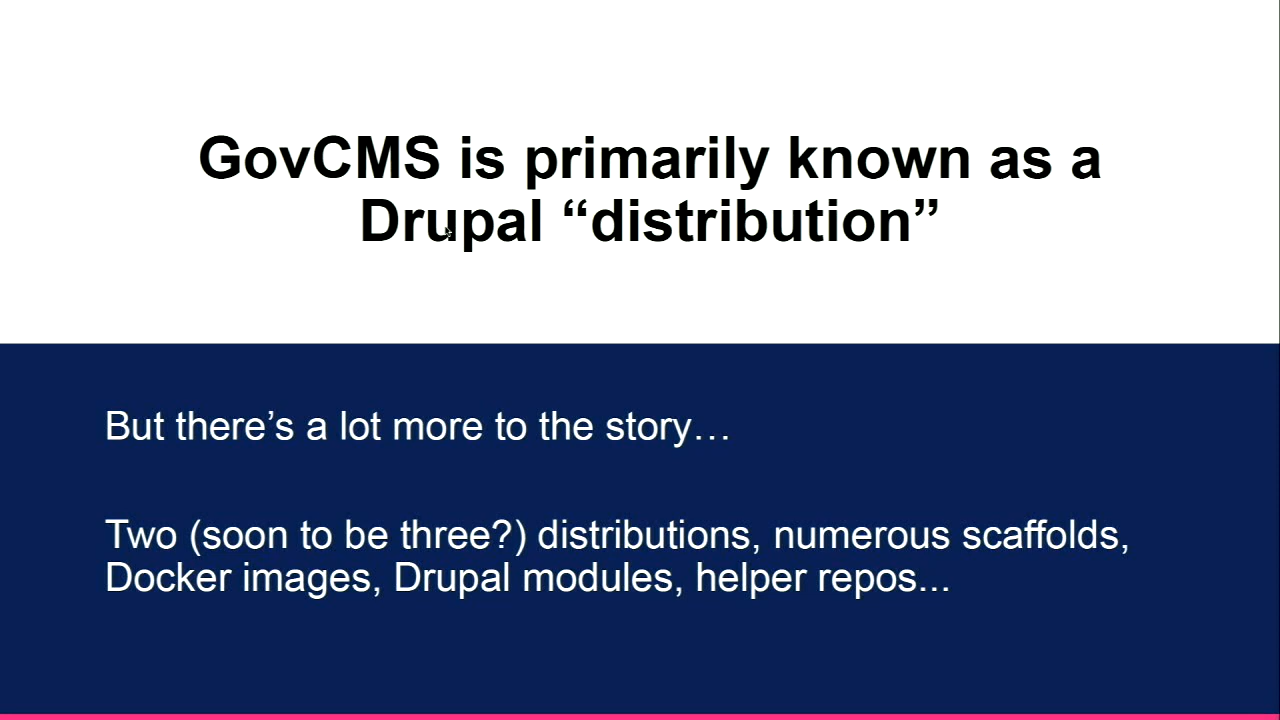 GovCMS is primarily known as a
Drupal “distribution”
But there’s a lot more to the story…
Two (soon to be three?) distributions, numerous scaffolds,
Docker images, Drupal modules, helper repos...